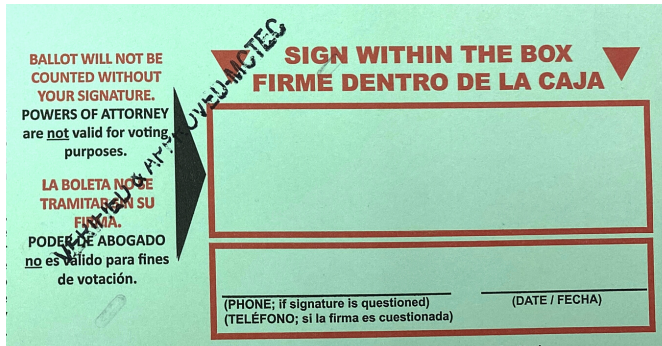 BALLOT WILL NOT BE
COUNTED WITHOUT
YOUR SIGNATURE.
POWERS OF ATTORNEY
are not valid for voting
purposes.
LA BOLETA NO SE
TRAMITARÁ SIN SU
FIRMA.
PODER DE ABOGADO
no es válido para fines
de votación.
VERIFIED & APPROVED MCTEC
SIGN WITHIN THE BOX
FIRME DENTRO DE LA CAJA
(PHONE; if signature is questioned)
(TELÉFONO; si la firma es cuestionada)
(DATE / FECHA)